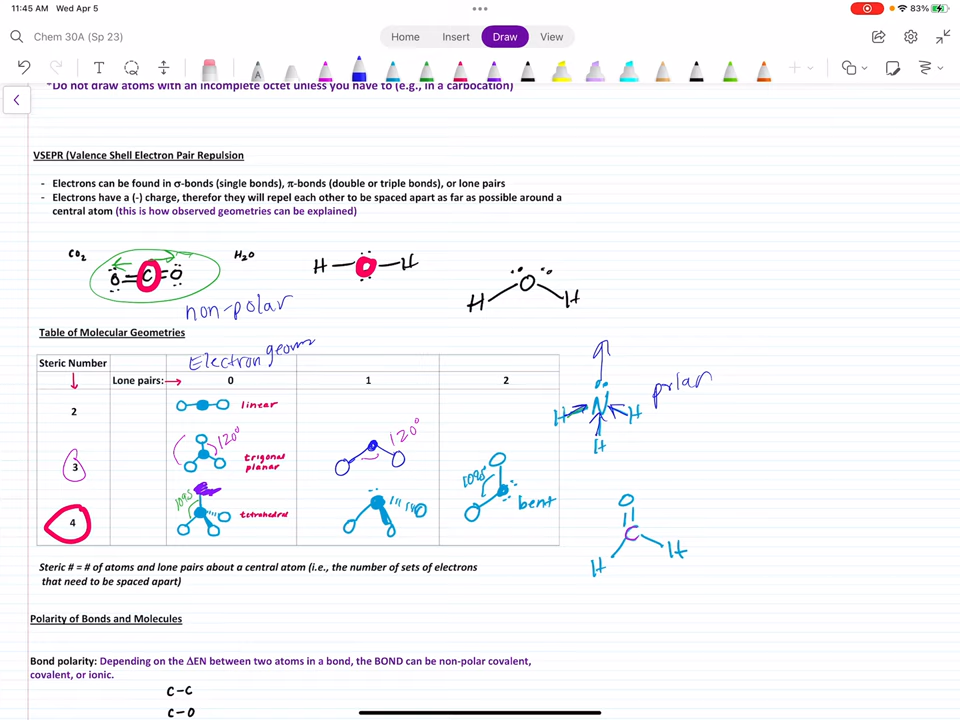 11:45 AM Wed Apr 5
83%
Chem 30A (Sp 23)
Home Insert Draw View
T
A
*Do not draw atoms with an incomplete octet unless you have to (e.g., in a carbocation)
VSEPR (Valence Shell Electron Pair Repulsion
- Electrons can be found in σ-bonds (single bonds), π-bonds (double or triple bonds), or lone pairs
- Electrons have a (-) charge, therefor they will repel each other to be spaced apart as far as possible around a
central atom (this is how observed geometries can be explained)
CO2 O=C=O H2O H-O-H
H O H
non-polar
Table of Molecular Geometries
Electron geom
Steric Number
Lone pairs: → 0 1 2
2 linear
H N H polar
H
3 120° trigonal planar 120°
4 109.5 tetrahedral 109.5 bent
O
C
H H
Steric # = # of atoms and lone pairs about a central atom (i.e., the number of sets of electrons
that need to be spaced apart)
Polarity of Bonds and Molecules
Bond polarity: Depending on the ΔEN between two atoms in a bond, the BOND can be non-polar covalent,
covalent, or ionic.
C-C
C-O